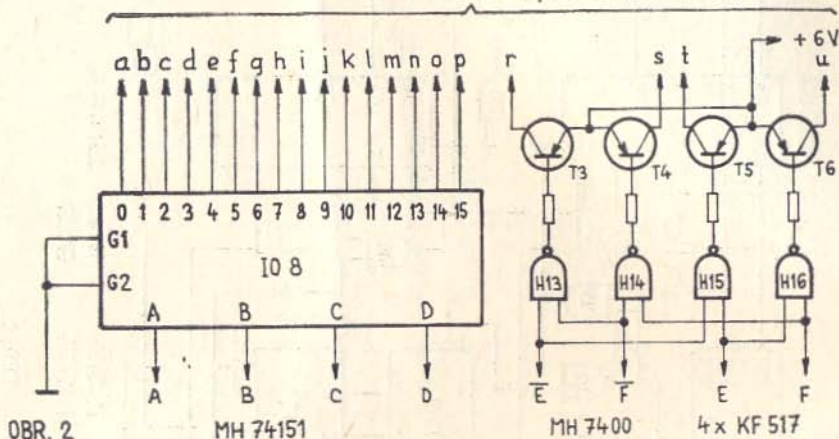 + 6V
a b c d e f g h i j k l m n o p r s t u
T3 T4 T5 T6
0 1 2 3 4 5 6 7 8 9 10 11 12 13 14 15
G1
G2
IO 8
H13 H14 H15 H16
A B C D
A B C D E̅ F̅ E F
OBR. 2 MH 74151 MH 7400 4 x KF 517